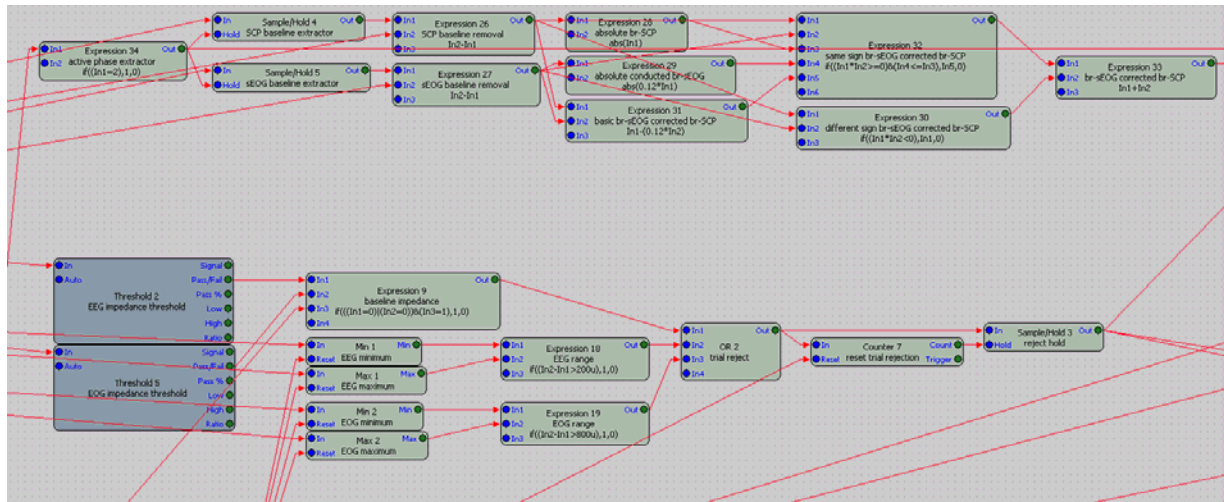 In1
In2
Expression 34
active phase extractor
if((In1=2),1,0)
Out
In
Hold
Sample/Hold 4
SCP baseline extractor
Out
In
Hold
Sample/Hold 5
sEOG baseline extractor
Out
In1
In2
In3
Expression 26
SCP baseline removal
In2-In1
Out
In1
In2
In3
Expression 27
sEOG baseline removal
In2-In1
Out
In1
In2
Expression 28
absolute br-SCP
abs(In1)
Out
In1
In2
Expression 29
absolute conducted br-sEOG
abs(0.12*In1)
Out
In1
In2
In3
Expression 31
basic br-sEOG corrected br-SCP
In1-(0.12*In2)
Out
In1
In2
In3
In4
In5
In6
Expression 32
same sign br-sEOG corrected br-SCP
if((In1*In2>=0)&(In4<=In3),In5,0)
Out
In1
In2
In3
Expression 30
different sign br-sEOG corrected br-SCP
if((In1*In2<0),In1,0)
Out
In1
In2
In3
Expression 33
br-sEOG corrected br-SCP
In1+In2
Out
In
Auto
Threshold 2
EEG impedance threshold
Signal
Pass/Fail
Pass %
Low
High
Ratio
In
Auto
Threshold 5
EOG impedance threshold
Signal
Pass/Fail
Pass %
Low
High
Ratio
In1
In2
In3
In4
Expression 9
baseline impedance
if(((In1=0)|(In2=0))&(In3=1),1,0)
Out
In
Reset
Min 1
EEG minimum
Min
In
Reset
Max 1
EEG maximum
Max
In
Reset
Min 2
EOG minimum
Min
In
Reset
Max 2
EOG maximum
Max
In1
In2
In3
Expression 18
EEG range
if((In2-In1>200u),1,0)
Out
In1
In2
In3
Expression 19
EOG range
if((In2-In1>800u),1,0)
Out
In1
In2
In3
In4
OR 2
trial reject
Out
In
Reset
Counter 7
reset trial rejection
Count
Trigger
In
Hold
Sample/Hold 3
reject hold
Out